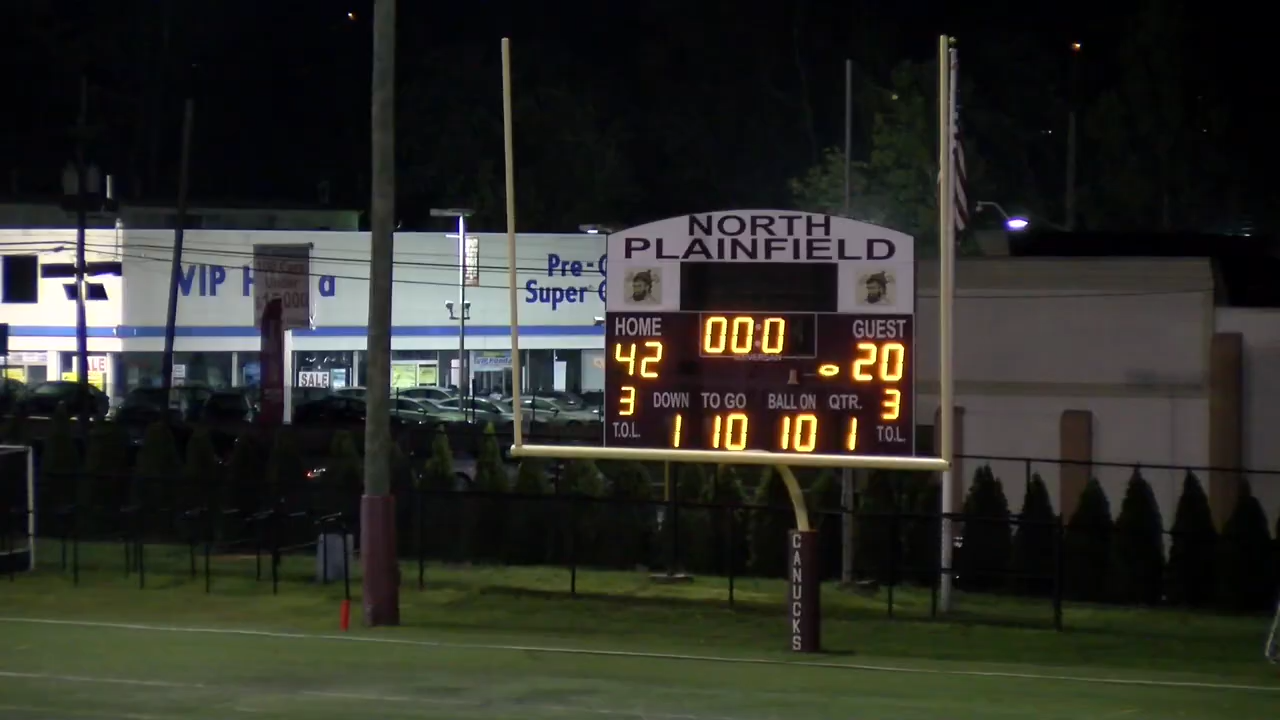 NORTH
PLAINFIELD
HOME 00:0 GUEST
42 20
3 DOWN TO GO BALL ON QTR. 3
T.O.L. 1 10 10 1 T.O.L.
CANUCKS
VIP
Pre-
Super
SALE
SALE